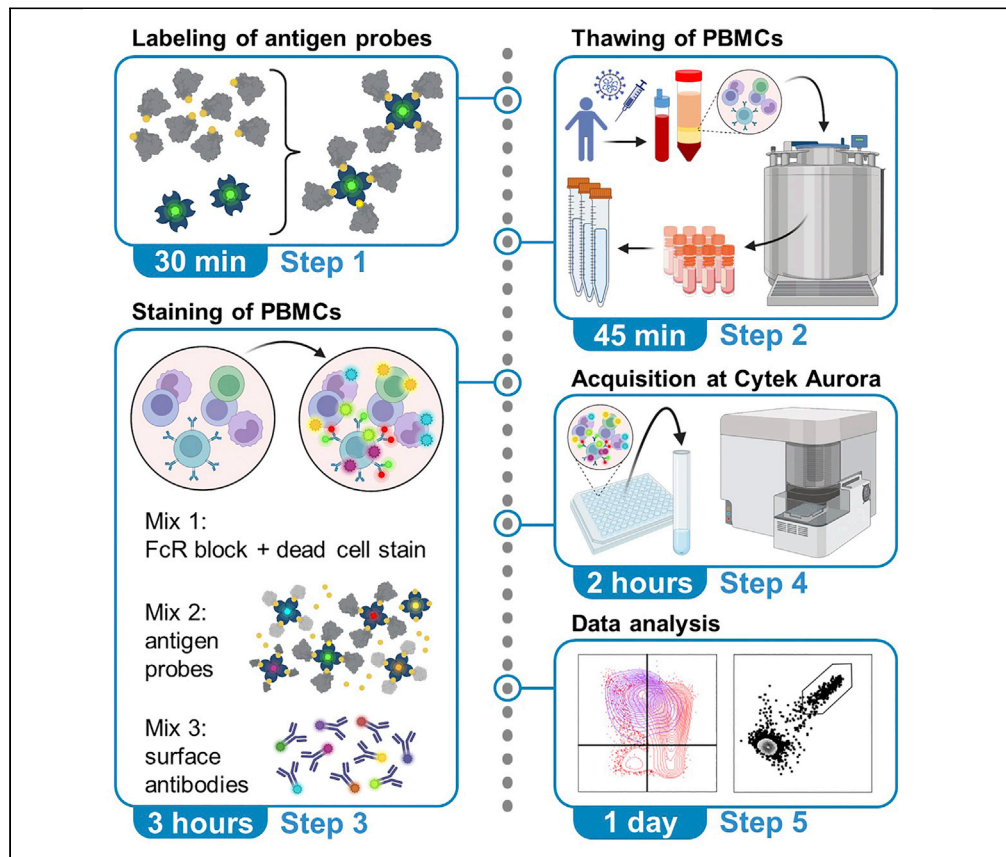 Labeling of antigen probes
30 min
Step 1
Thawing of PBMCs
45 min
Step 2
Staining of PBMCs
Mix 1:
FcR block + dead cell stain
Mix 2:
antigen
probes
Mix 3:
surface
antibodies
3 hours
Step 3
Acquisition at Cytek Aurora
2 hours
Step 4
Data analysis
1 day
Step 5